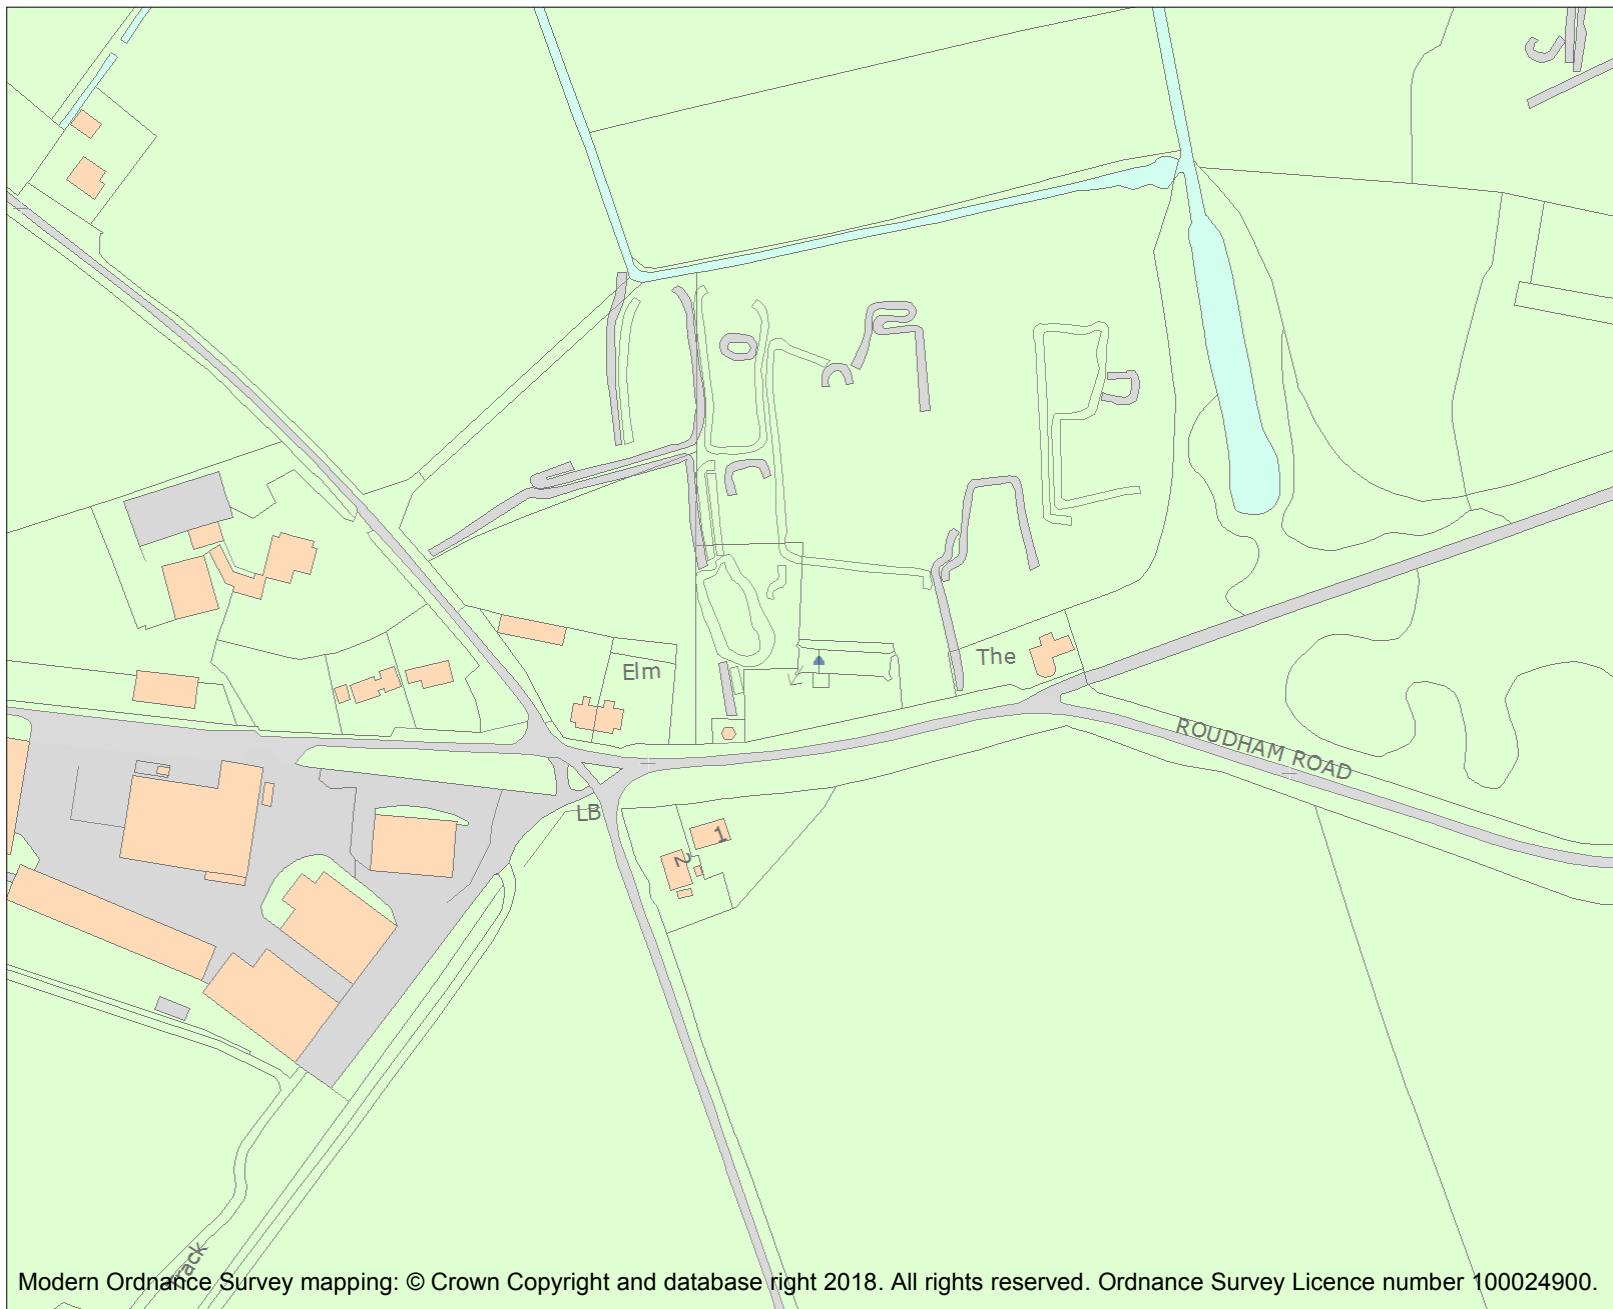 Elm
The
ROUDHAM ROAD
LB
1
2
Track
Modern Ordnance Survey mapping: © Crown Copyright and database right 2018. All rights reserved. Ordnance Survey Licence number 100024900.